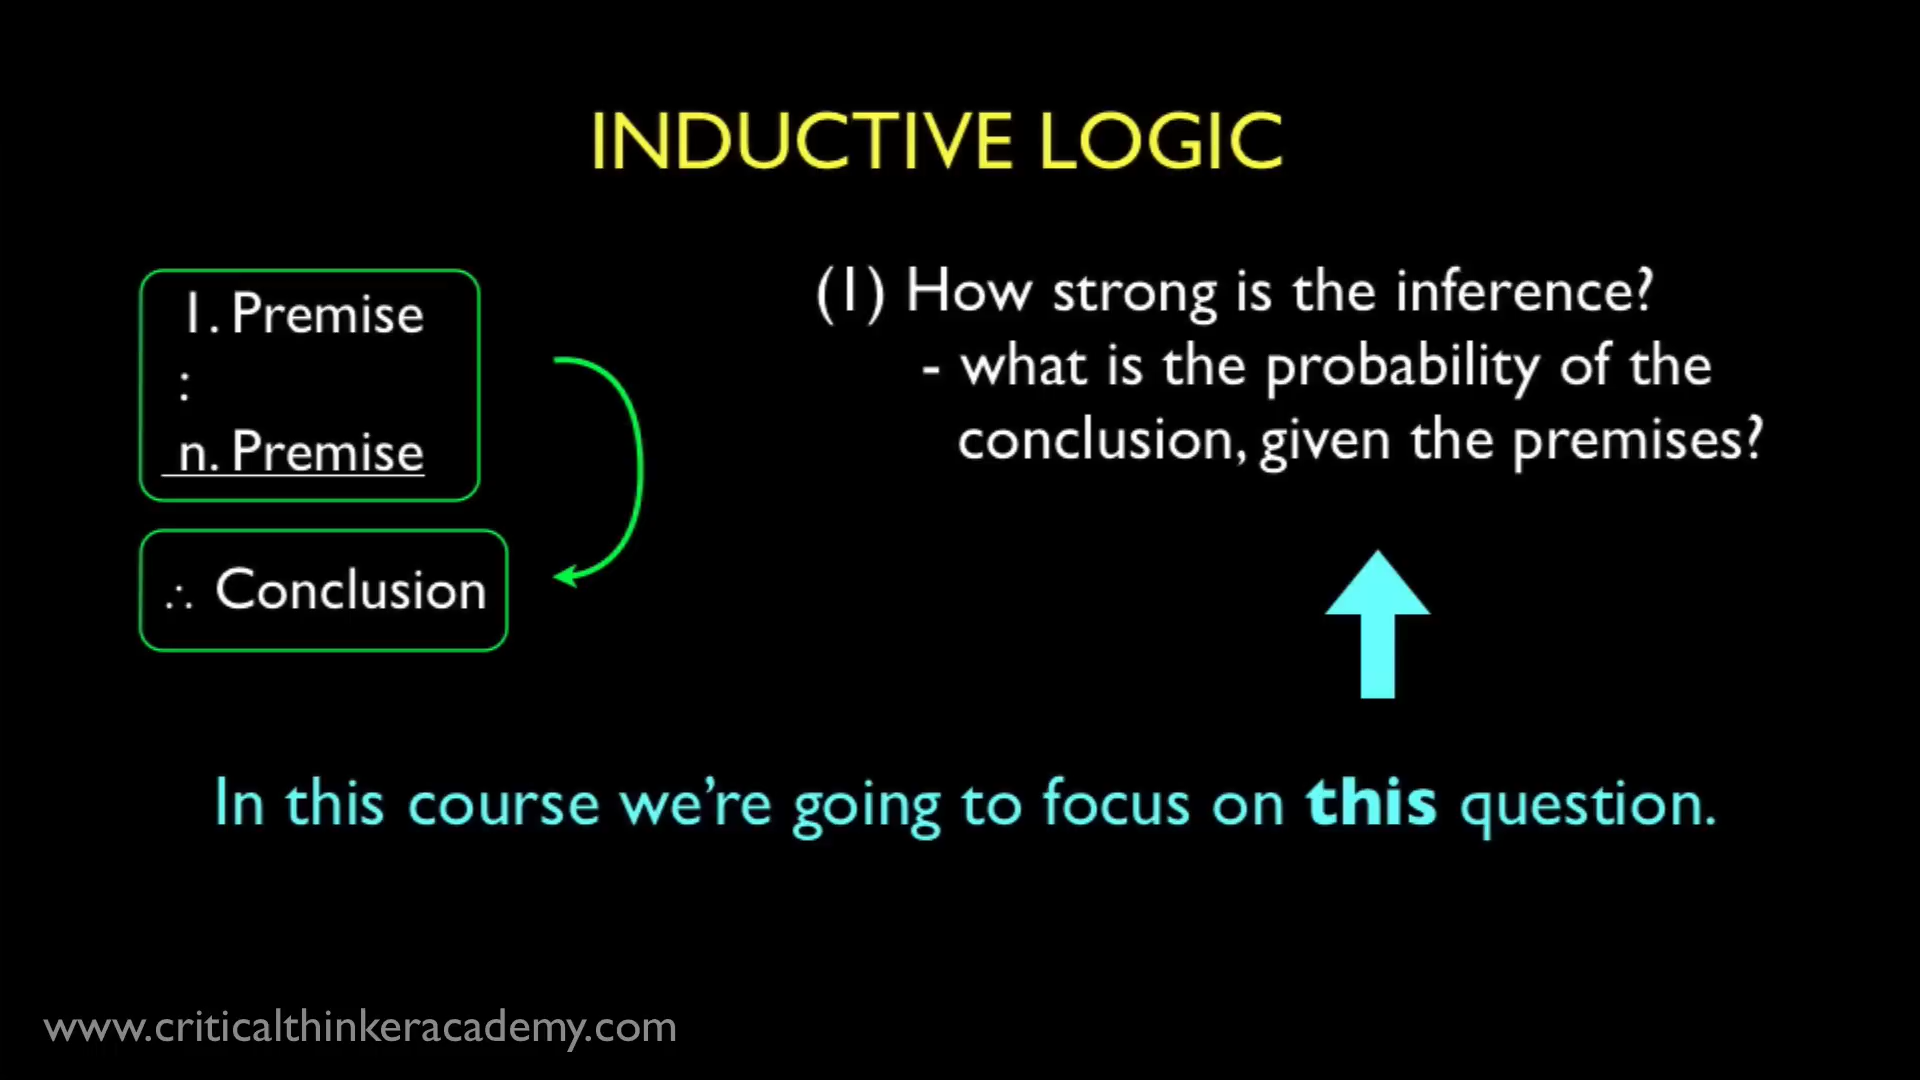 INDUCTIVE LOGIC
1. Premise
:
n. Premise
∴ Conclusion
(1) How strong is the inference?
- what is the probability of the
conclusion, given the premises?
In this course we're going to focus on this question.
www.criticalthinkeracademy.com